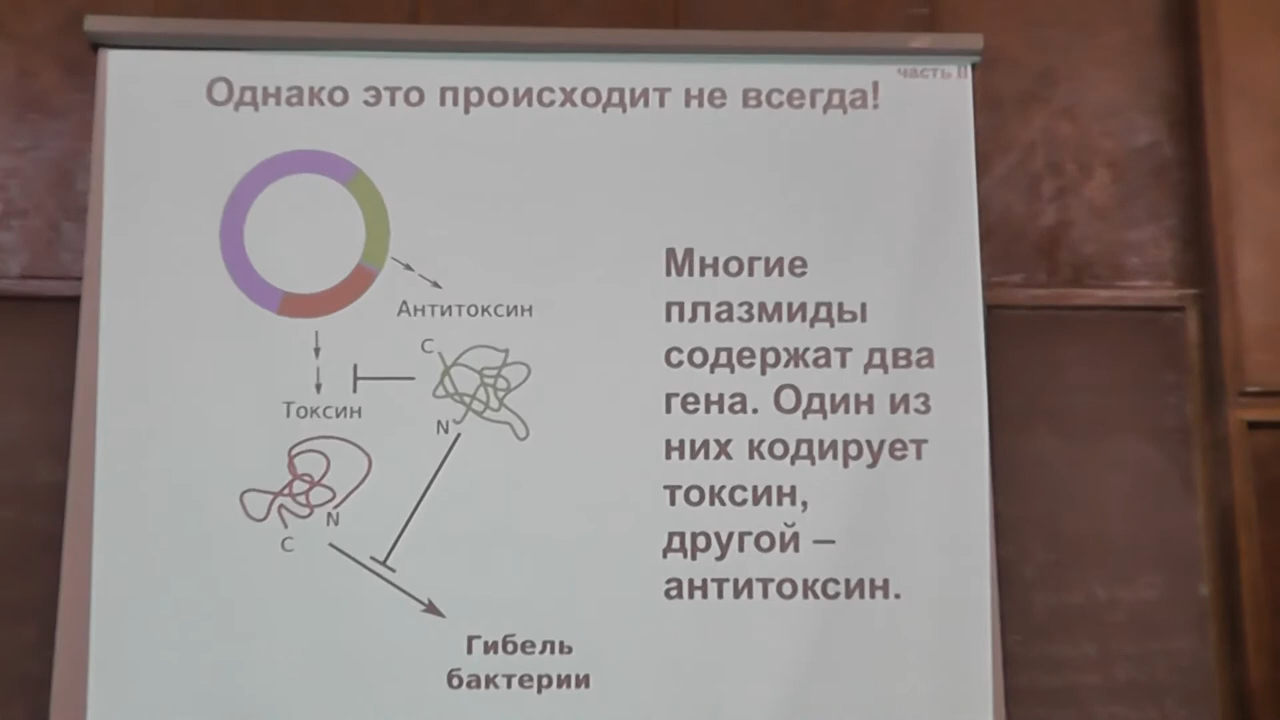 часть II
Однако это происходит не всегда!
Антитоксин
C
N
Токсин
N
C
Гибель
бактерии
Многие
плазмиды
содержат два
гена. Один из
них кодирует
токсин,
другой –
антитоксин.